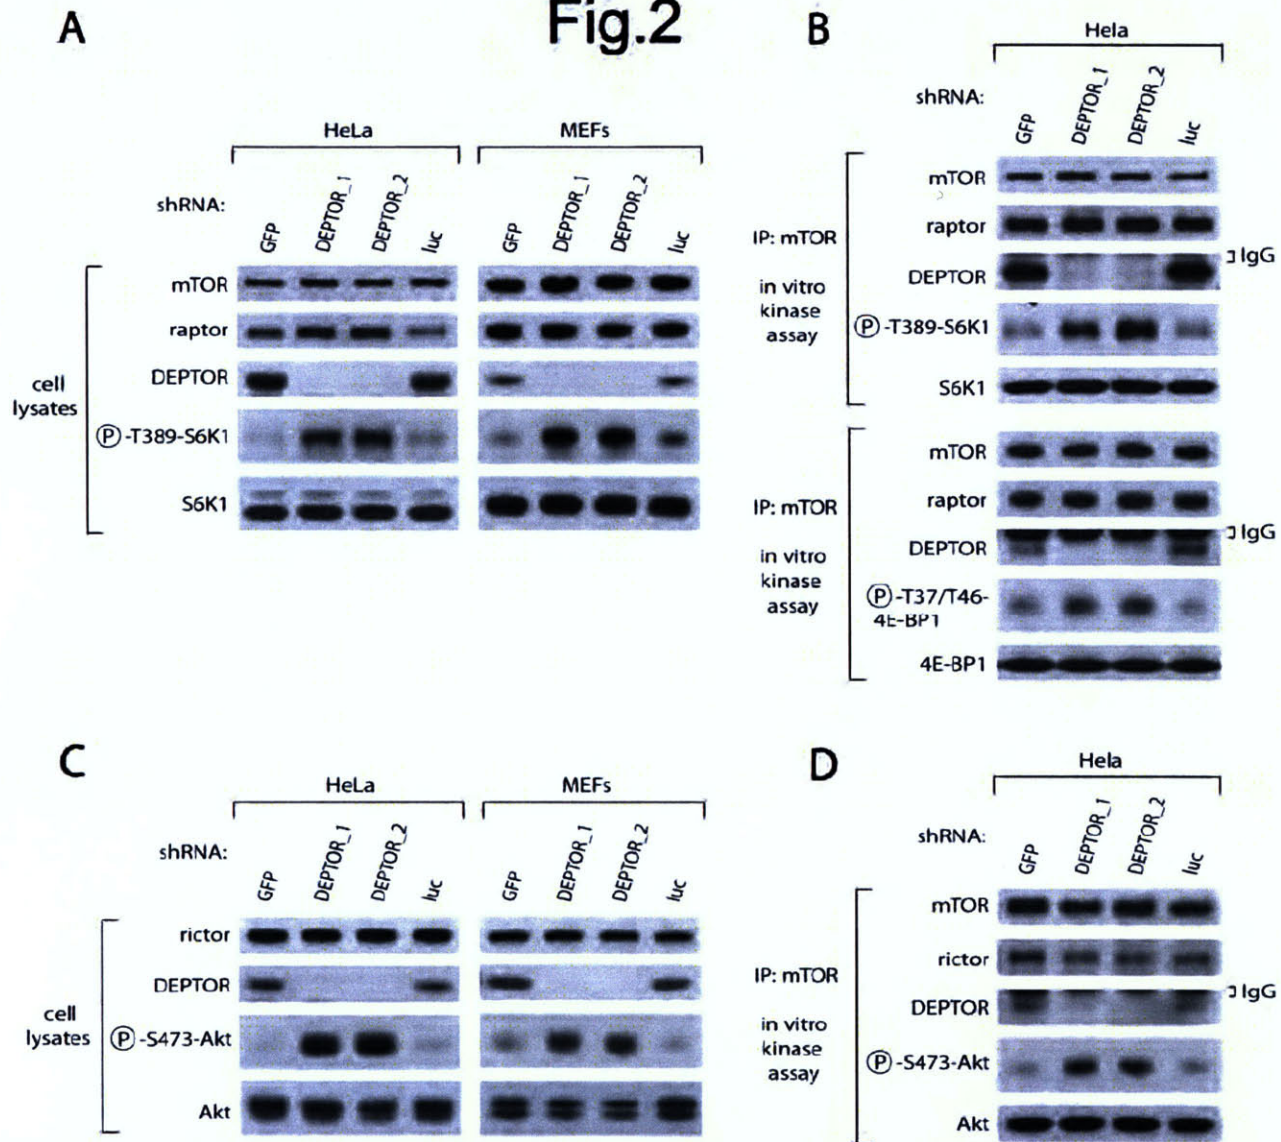 Fig.2
A
HeLa
MEFs
shRNA:
GFP
DEPTOR_1
DEPTOR_2
luc
GFP
DEPTOR_1
DEPTOR_2
luc
cell
lysates
mTOR
raptor
DEPTOR
P-T389-S6K1
S6K1
B
Hela
shRNA:
GFP
DEPTOR_1
DEPTOR_2
luc
IP: mTOR
in vitro
kinase
assay
mTOR
raptor
DEPTOR
IgG
P-T389-S6K1
S6K1
IP: mTOR
in vitro
kinase
assay
mTOR
raptor
DEPTOR
IgG
P-T37/T46-
4E-BP1
4E-BP1
C
HeLa
MEFs
shRNA:
GFP
DEPTOR_1
DEPTOR_2
luc
GFP
DEPTOR_1
DEPTOR_2
luc
cell
lysates
rictor
DEPTOR
P-S473-Akt
Akt
D
Hela
shRNA:
GFP
DEPTOR_1
DEPTOR_2
luc
IP: mTOR
in vitro
kinase
assay
mTOR
rictor
DEPTOR
IgG
P-S473-Akt
Akt